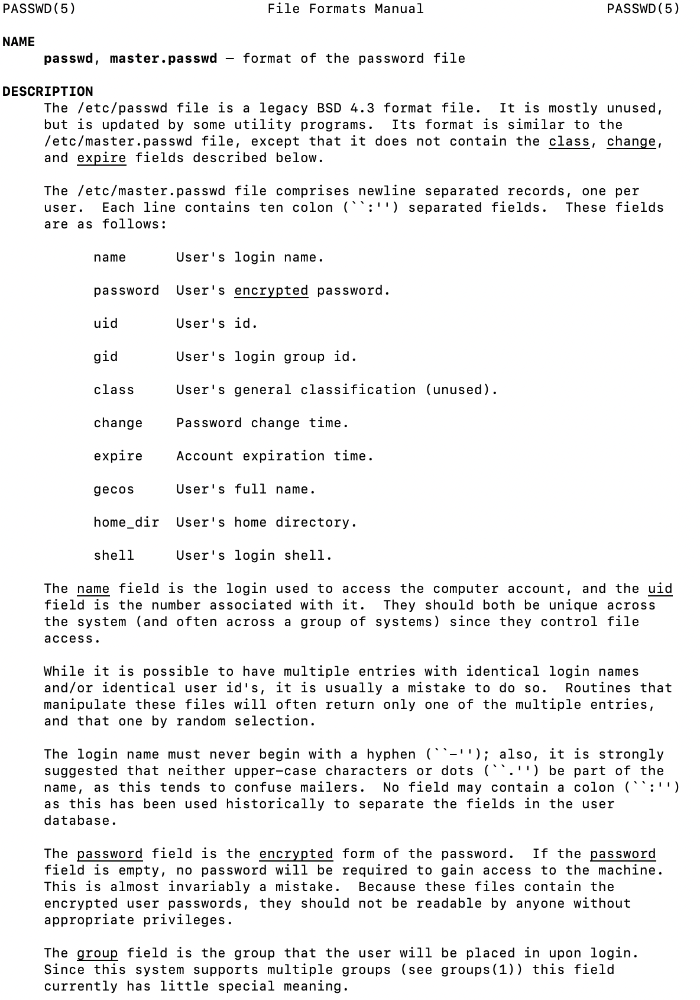 PASSWD(5)                       File Formats Manual                      PASSWD(5)

NAME
     passwd, master.passwd – format of the password file

DESCRIPTION
     The /etc/passwd file is a legacy BSD 4.3 format file.  It is mostly unused,
     but is updated by some utility programs.  Its format is similar to the
     /etc/master.passwd file, except that it does not contain the class, change,
     and expire fields described below.

     The /etc/master.passwd file comprises newline separated records, one per
     user.  Each line contains ten colon (``:'') separated fields.  These fields
     are as follows:

           name      User's login name.

           password  User's encrypted password.

           uid       User's id.

           gid       User's login group id.

           class     User's general classification (unused).

           change    Password change time.

           expire    Account expiration time.

           gecos     User's full name.

           home_dir  User's home directory.

           shell     User's login shell.

     The name field is the login used to access the computer account, and the uid
     field is the number associated with it.  They should both be unique across
     the system (and often across a group of systems) since they control file
     access.

     While it is possible to have multiple entries with identical login names
     and/or identical user id's, it is usually a mistake to do so.  Routines that
     manipulate these files will often return only one of the multiple entries,
     and that one by random selection.

     The login name must never begin with a hyphen (``-''); also, it is strongly
     suggested that neither upper-case characters or dots (``.'') be part of the
     name, as this tends to confuse mailers.  No field may contain a colon (``:'')
     as this has been used historically to separate the fields in the user
     database.

     The password field is the encrypted form of the password.  If the password
     field is empty, no password will be required to gain access to the machine.
     This is almost invariably a mistake.  Because these files contain the
     encrypted user passwords, they should not be readable by anyone without
     appropriate privileges.

     The group field is the group that the user will be placed in upon login.
     Since this system supports multiple groups (see groups(1)) this field
     currently has little special meaning.